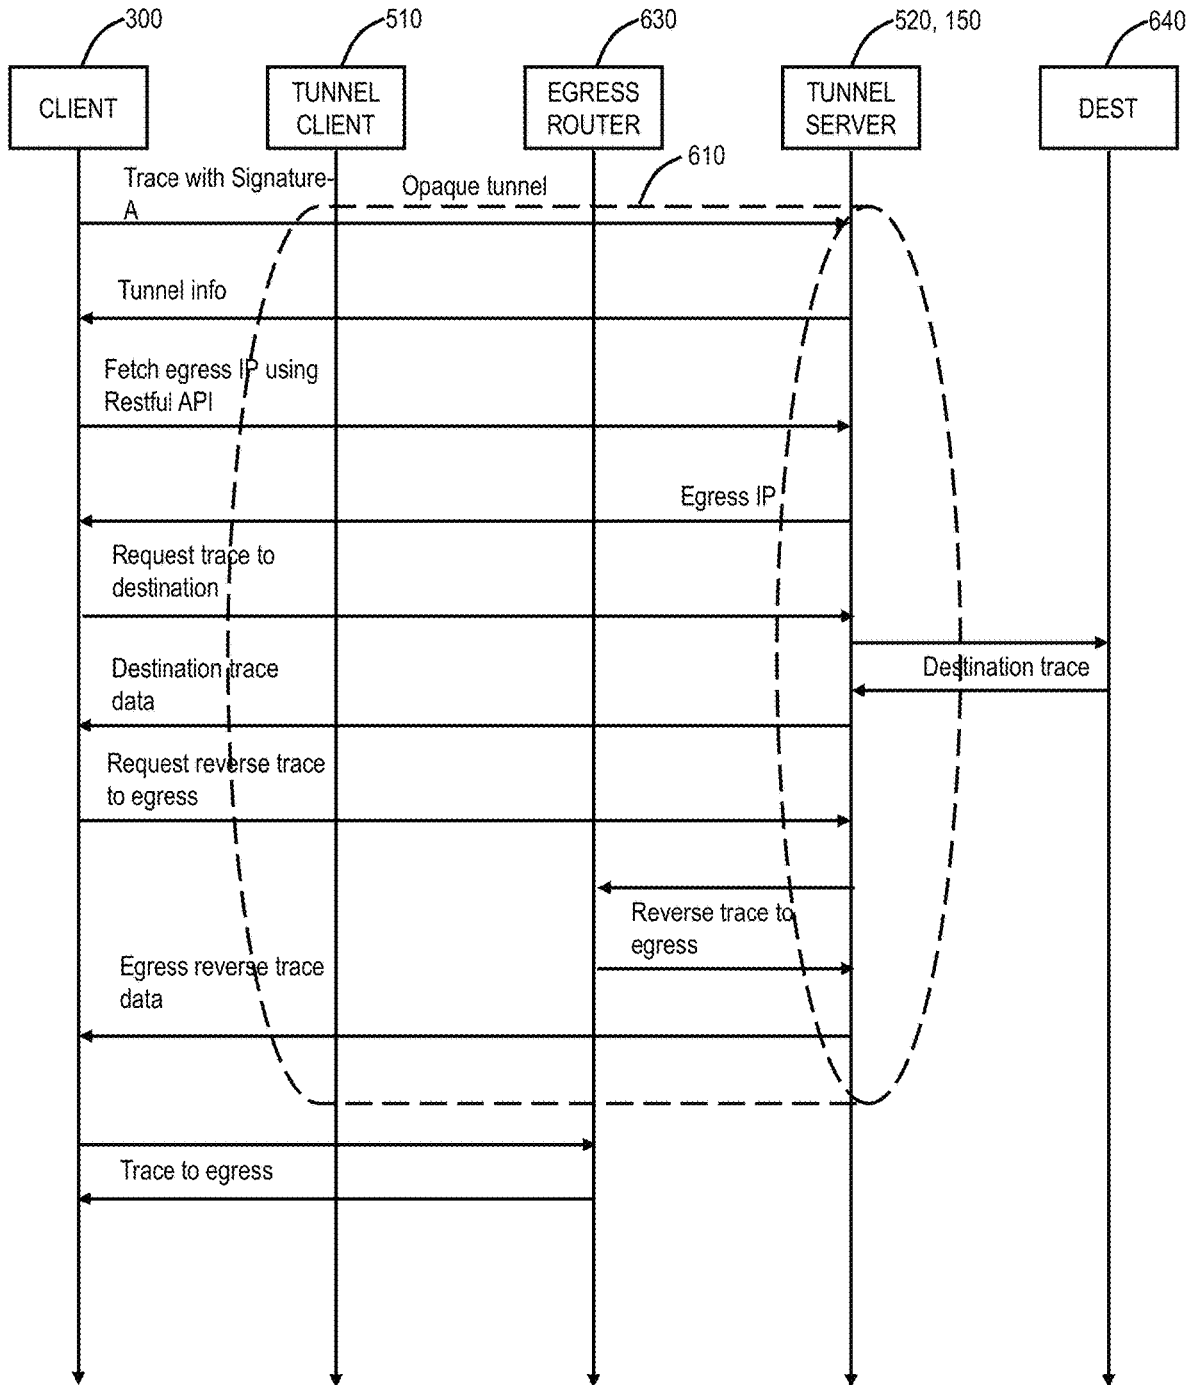 300
510
630
520, 150
640
CLIENT
TUNNEL
CLIENT
EGRESS
ROUTER
TUNNEL
SERVER
DEST
610
Trace with Signature-
A
Opaque tunnel
Tunnel info
Fetch egress IP using
Restful API
Egress IP
Request trace to
destination
Destination trace
Destination trace
data
Request reverse trace
to egress
Reverse trace to
egress
Egress reverse trace
data
Trace to egress